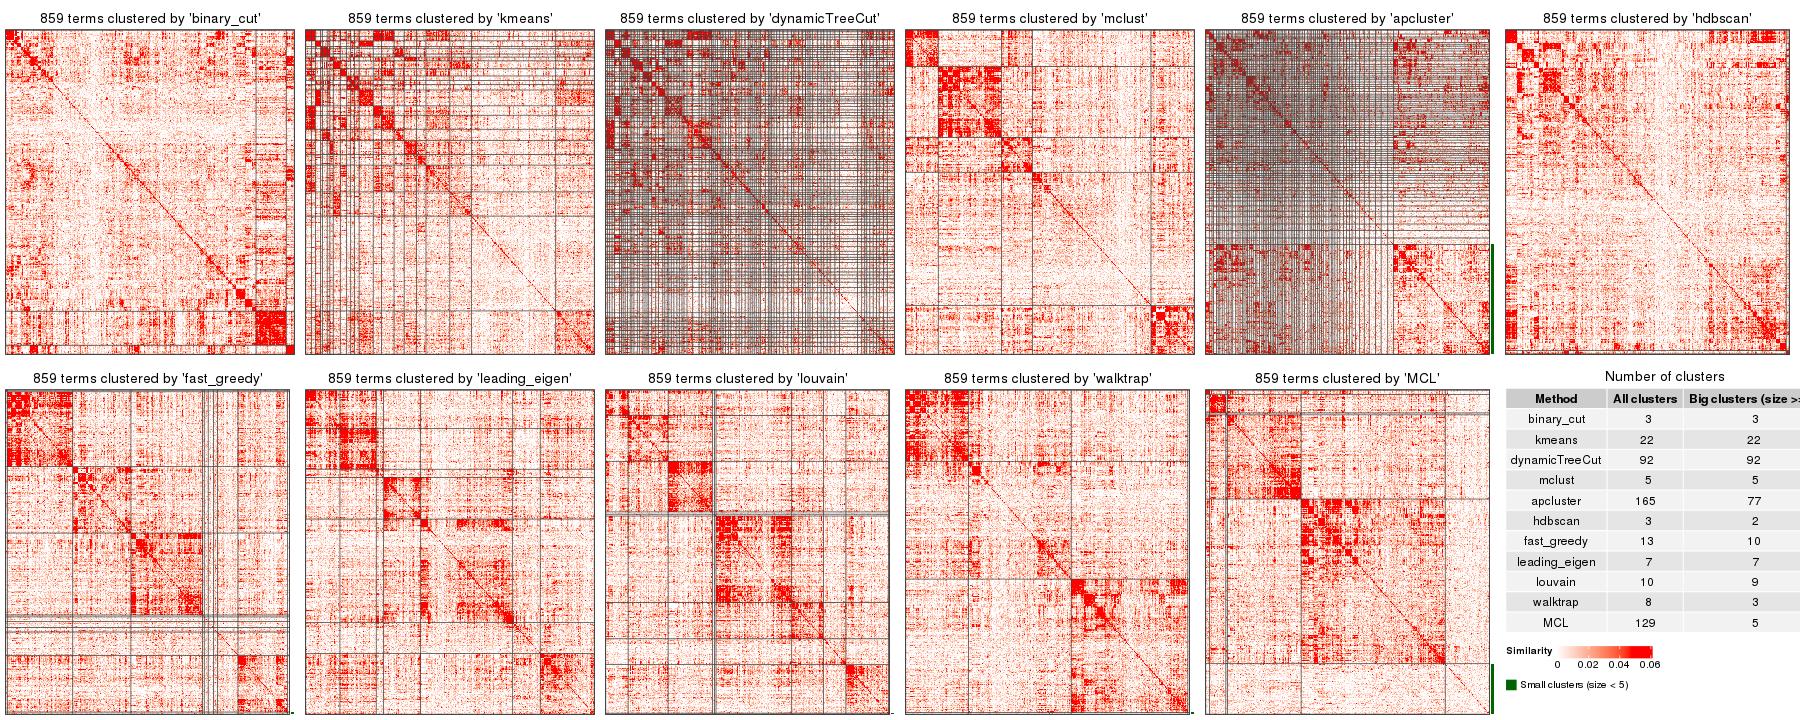 859 terms clustered by 'binary_cut'
859 terms clustered by 'kmeans'
859 terms clustered by 'dynamicTreeCut'
859 terms clustered by 'mclust'
859 terms clustered by 'apcluster'
859 terms clustered by 'hdbscan'
859 terms clustered by 'fast_greedy'
859 terms clustered by 'leading_eigen'
859 terms clustered by 'louvain'
859 terms clustered by 'walktrap'
859 terms clustered by 'MCL'
Number of clusters
Method All clusters Big clusters (size >=
binary_cut 3 3
kmeans 22 22
dynamicTreeCut 92 92
mclust 5 5
apcluster 165 77
hdbscan 3 2
fast_greedy 13 10
leading_eigen 7 7
louvain 10 9
walktrap 8 3
MCL 129 5
Similarity
0 0.02 0.04 0.06
Small clusters (size < 5)